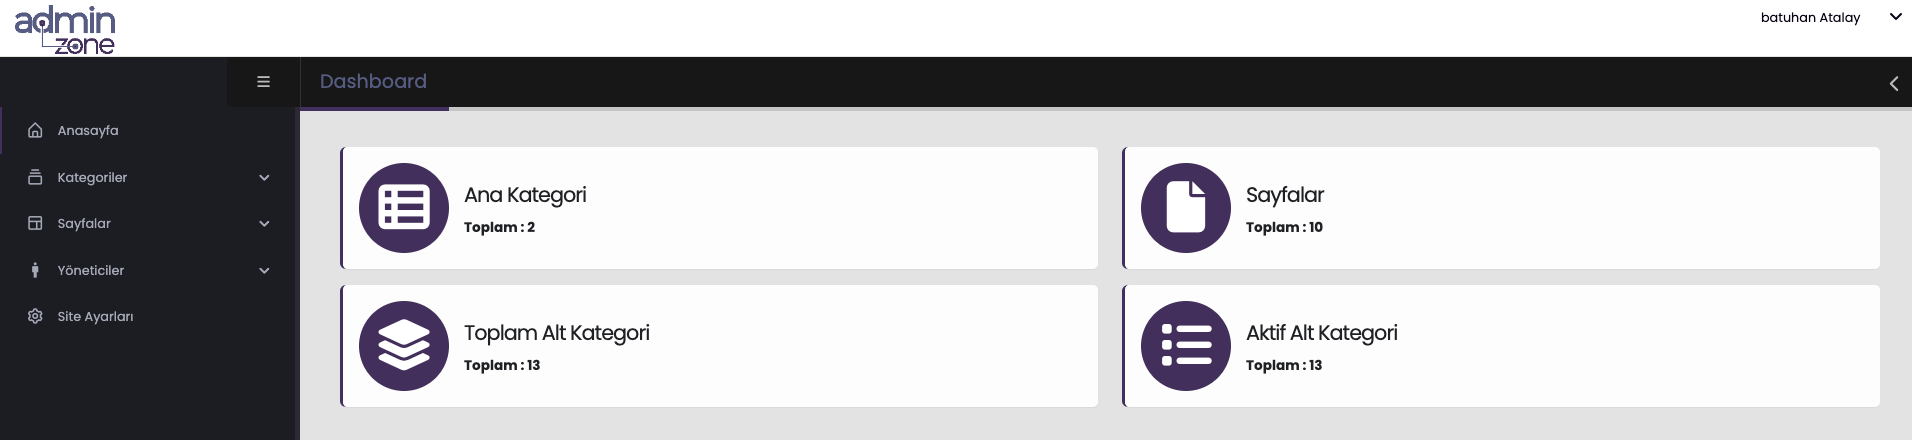 admin
zone
batuhan Atalay
Dashboard
Anasayfa
Kategoriler
Sayfalar
Yöneticiler
Site Ayarları
Ana Kategori
Toplam : 2
Sayfalar
Toplam : 10
Toplam Alt Kategori
Toplam : 13
Aktif Alt Kategori
Toplam : 13